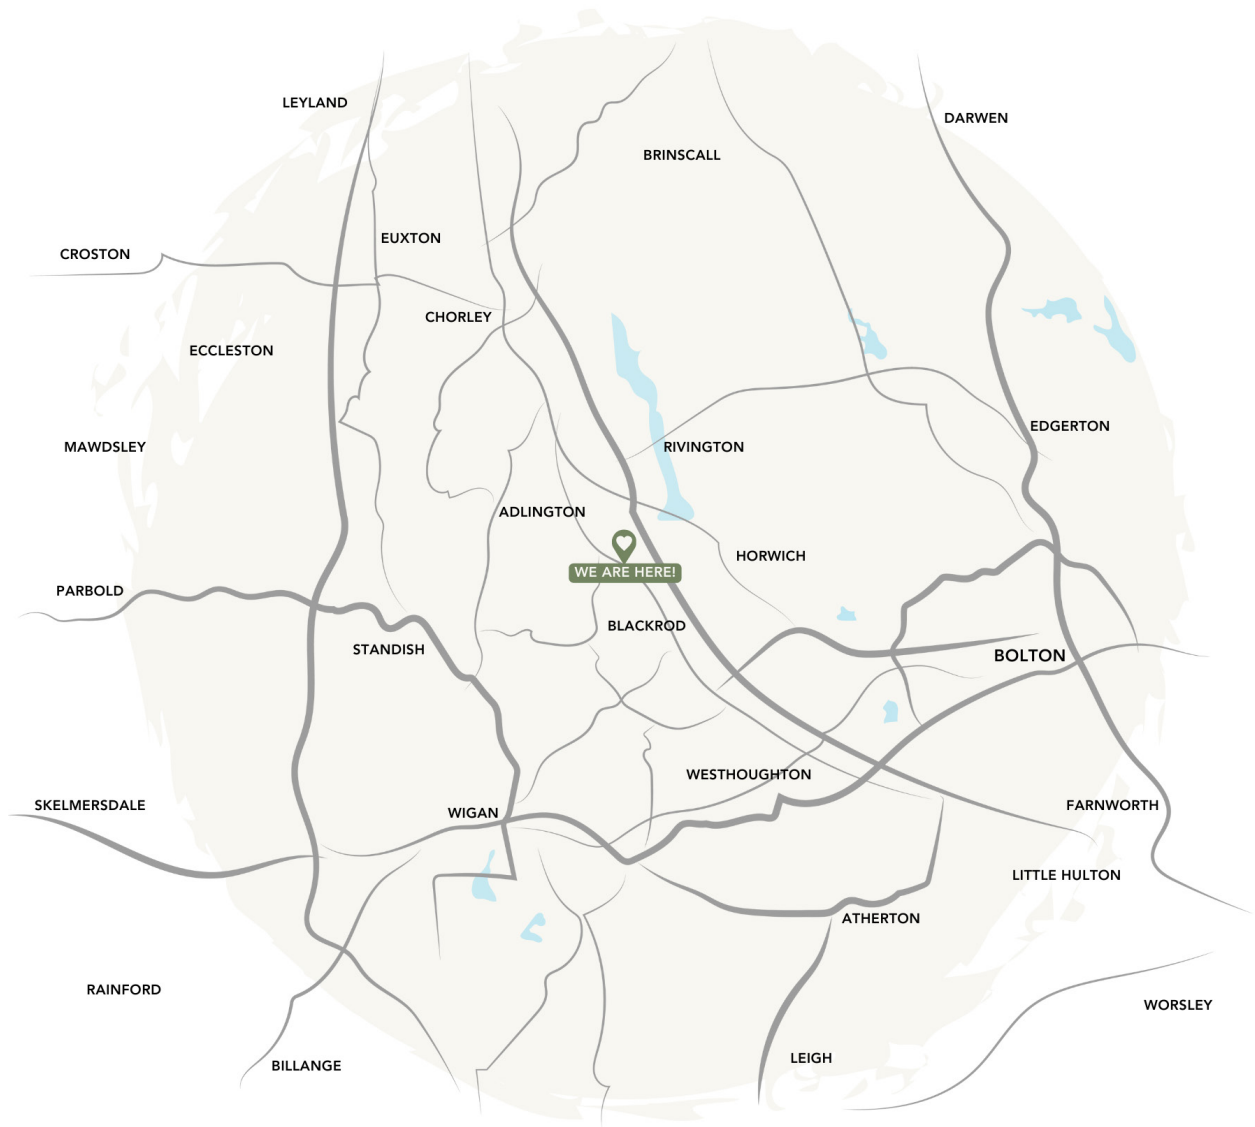 LEYLAND
DARWEN
BRINSCALL
EUXTON
CROSTON
CHORLEY
ECCLESTON
EDGERTON
MAWDSLEY
RIVINGTON
ADLINGTON
HORWICH
WE ARE HERE!
PARBOLD
BLACKROD
STANDISH
BOLTON
WESTHOUGHTON
SKELMERSDALE
FARNWORTH
WIGAN
LITTLE HULTON
ATHERTON
RAINFORD
WORSLEY
LEIGH
BILLANGE